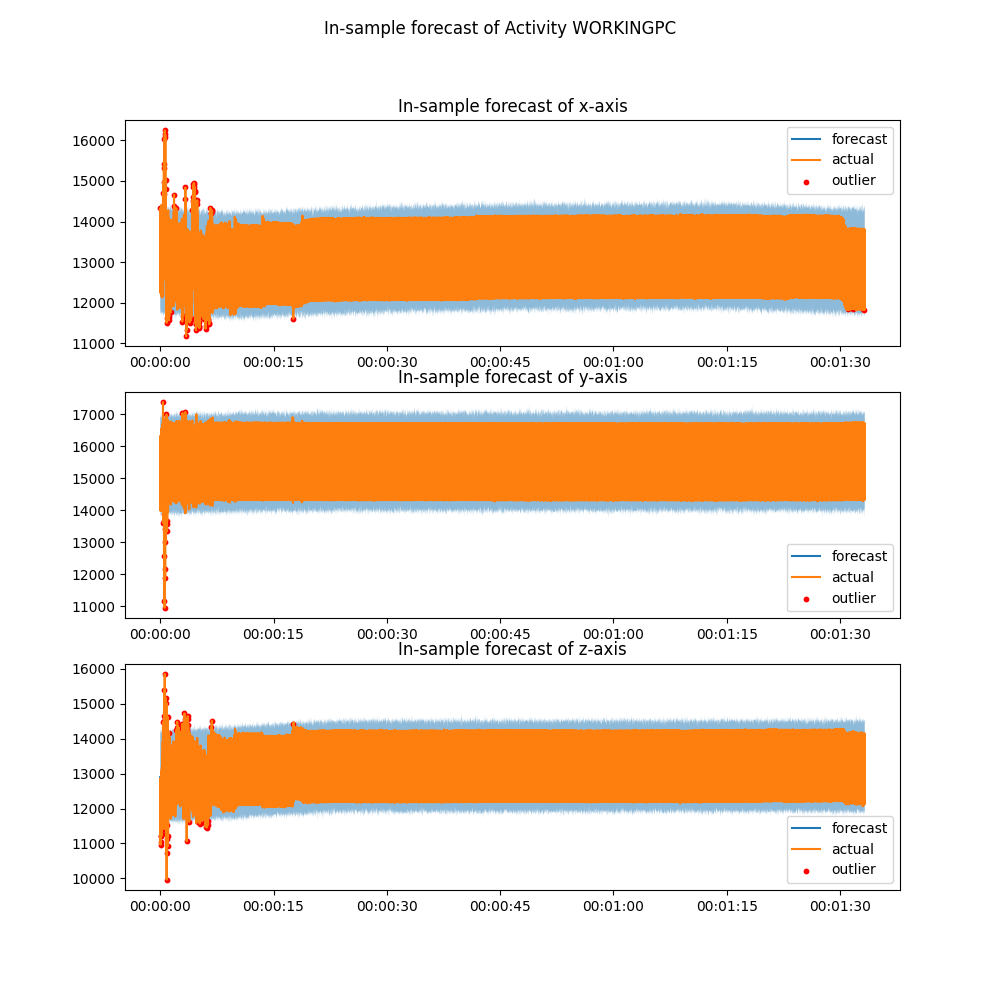 In-sample forecast of Activity WORKINGPC
In-sample forecast of x-axis
16000
15000
14000
13000
12000
11000
forecast
actual
outlier
00:00:00 00:00:15 00:00:30 00:00:45 00:01:00 00:01:15 00:01:30
In-sample forecast of y-axis
17000
16000
15000
14000
13000
12000
11000
forecast
actual
outlier
00:00:00 00:00:15 00:00:30 00:00:45 00:01:00 00:01:15 00:01:30
In-sample forecast of z-axis
16000
15000
14000
13000
12000
11000
10000
forecast
actual
outlier
00:00:00 00:00:15 00:00:30 00:00:45 00:01:00 00:01:15 00:01:30